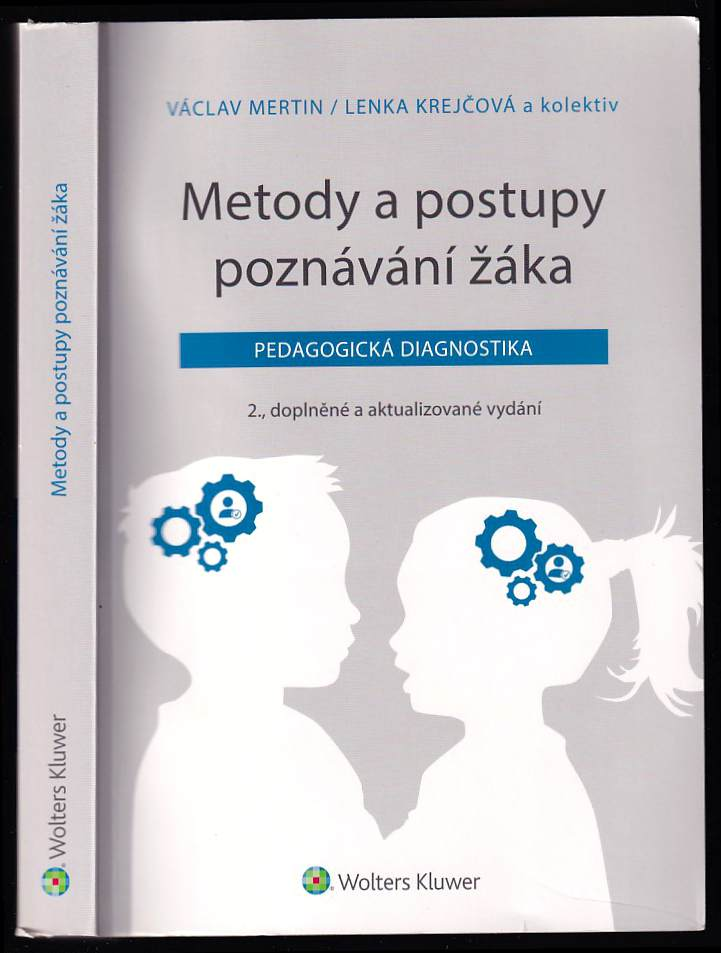 VÁCLAV MERTIN / LENKA KREJČOVÁ a kolektiv
Metody a postupy
poznávání žáka
PEDAGOGICKÁ DIAGNOSTIKA
2., doplněné a aktualizované vydání
Wolters Kluwer
Metody a postupy poznávání žáka
Wolters Kluwer